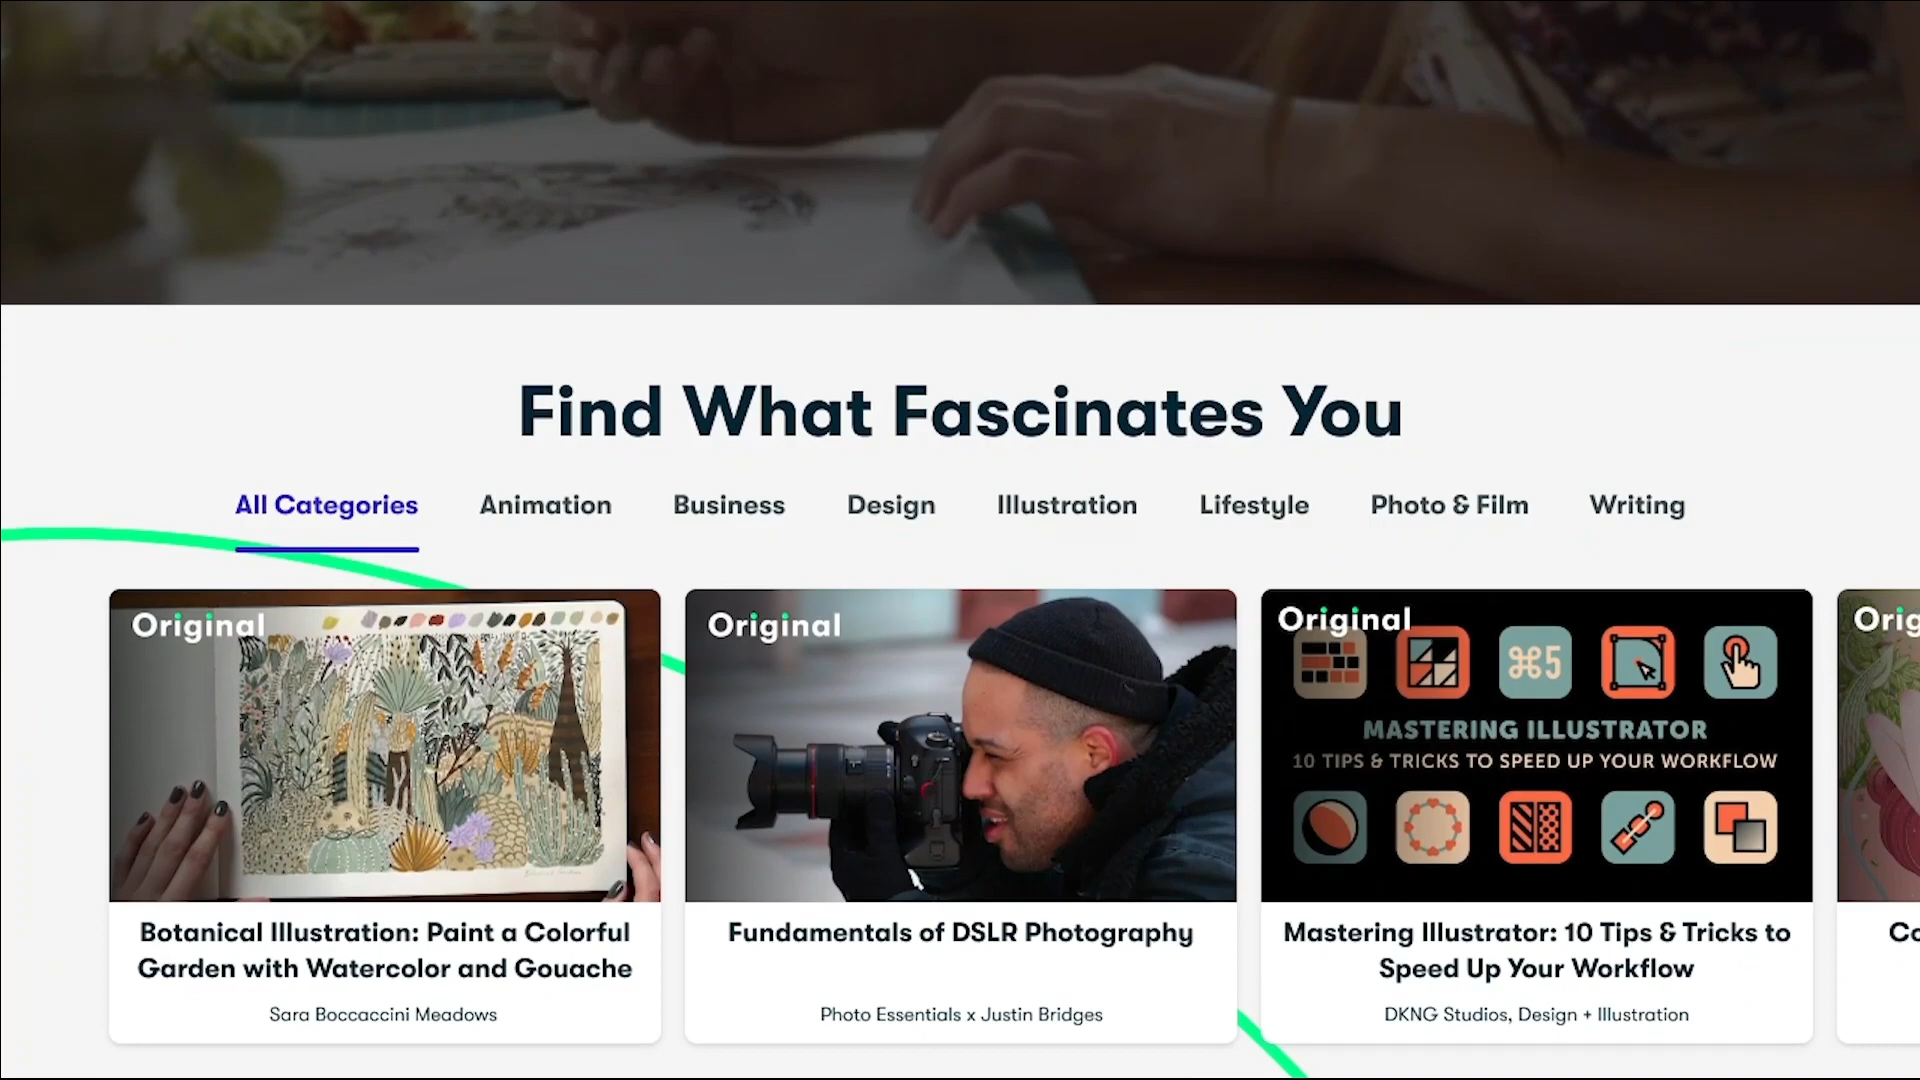 Find What Fascinates You
All Categories Animation Business Design Illustration Lifestyle Photo & Film Writing
Original
Botanical Illustration: Paint a Colorful
Garden with Watercolor and Gouache
Sara Boccaccini Meadows
Original
Fundamentals of DSLR Photography
Photo Essentials x Justin Bridges
Original
⌘5
MASTERING ILLUSTRATOR
10 TIPS & TRICKS TO SPEED UP YOUR WORKFLOW
Mastering Illustrator: 10 Tips & Tricks to
Speed Up Your Workflow
DKNG Studios, Design + Illustration